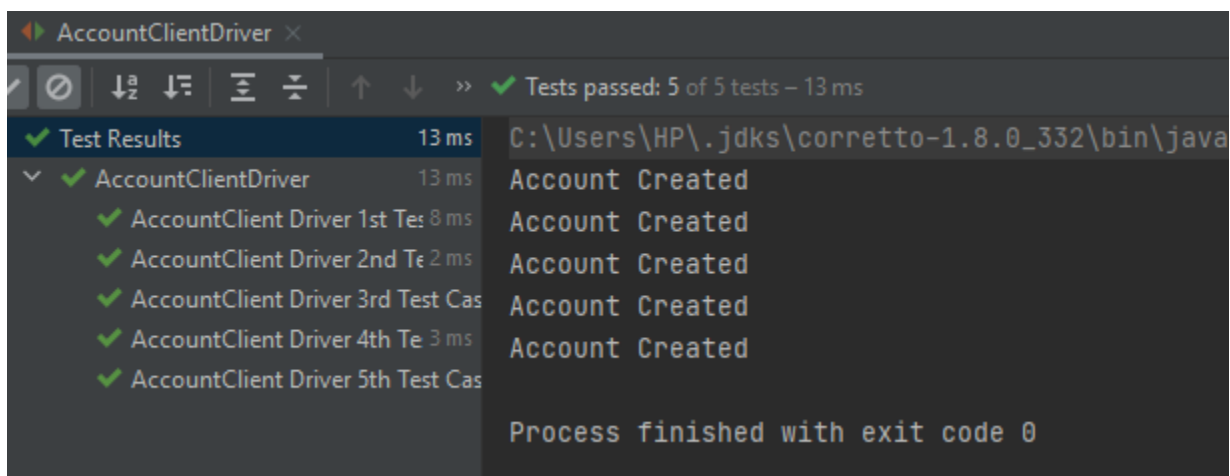 AccountClientDriver
Tests passed: 5 of 5 tests – 13 ms
Test Results 13 ms
AccountClientDriver 13 ms
AccountClient Driver 1st Tes 8 ms
AccountClient Driver 2nd Te 2 ms
AccountClient Driver 3rd Test Cas
AccountClient Driver 4th Te 3 ms
AccountClient Driver 5th Test Cas
C:\Users\HP\.jdks\corretto-1.8.0_332\bin\java
Account Created
Account Created
Account Created
Account Created
Account Created
Process finished with exit code 0